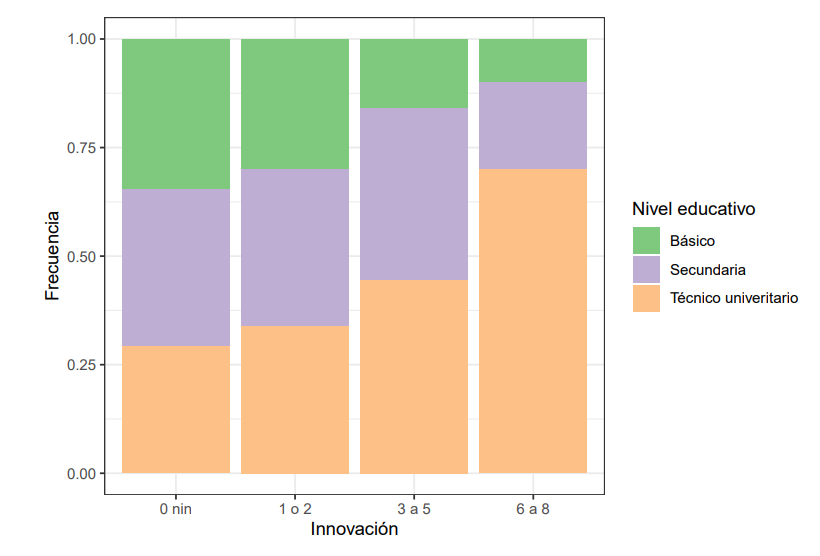 1.00
0.75
0.50
0.25
0.00
Frecuencia
0 nin
1 o 2
3 a 5
6 a 8
Innovación
Nivel educativo
Básico
Secundaria
Técnico univeritario